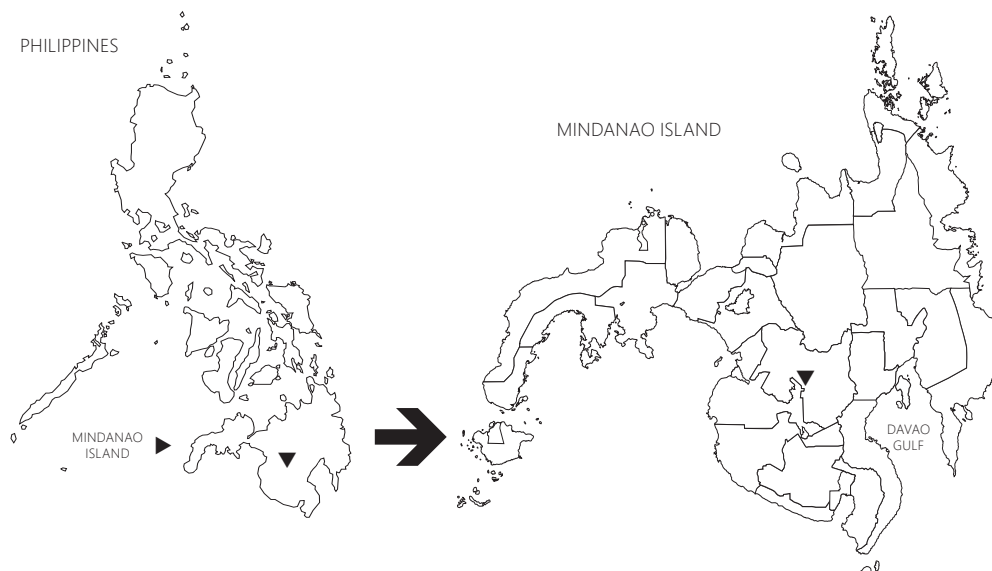 PHILIPPINES
MINDANAO ISLAND
MINDANAO
ISLAND
DAVAO
GULF